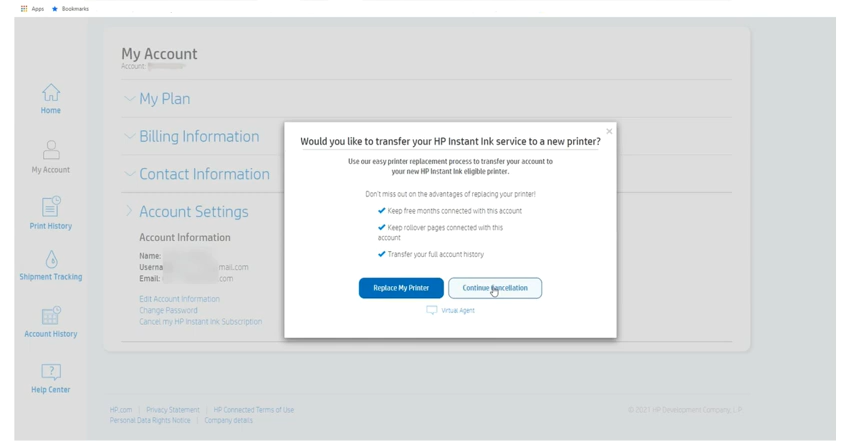 Apps Bookmarks
My Account
Account:
My Plan
Billing Information
Contact Information
Account Settings
Account Information
Name:
Userna mail.com
Email: .com
Edit Account Information
Change Password
Cancel my HP Instant Ink Subscription
Home
My Account
Print History
Shipment Tracking
Account History
Help Center
Would you like to transfer your HP Instant Ink service to a new printer?
Use our easy printer replacement process to transfer your account to
your new HP Instant Ink eligible printer.
Don't miss out on the advantages of replacing your printer!
Keep free months connected with this account
Keep rollover pages connected with this
account
Transfer your full account history
Replace My Printer Continue Cancellation
Virtual Agent
HP.com | Privacy Statement | HP Connected Terms of Use
Personal Data Rights Notice | Company details
© 2021 HP Development Company, L.P.